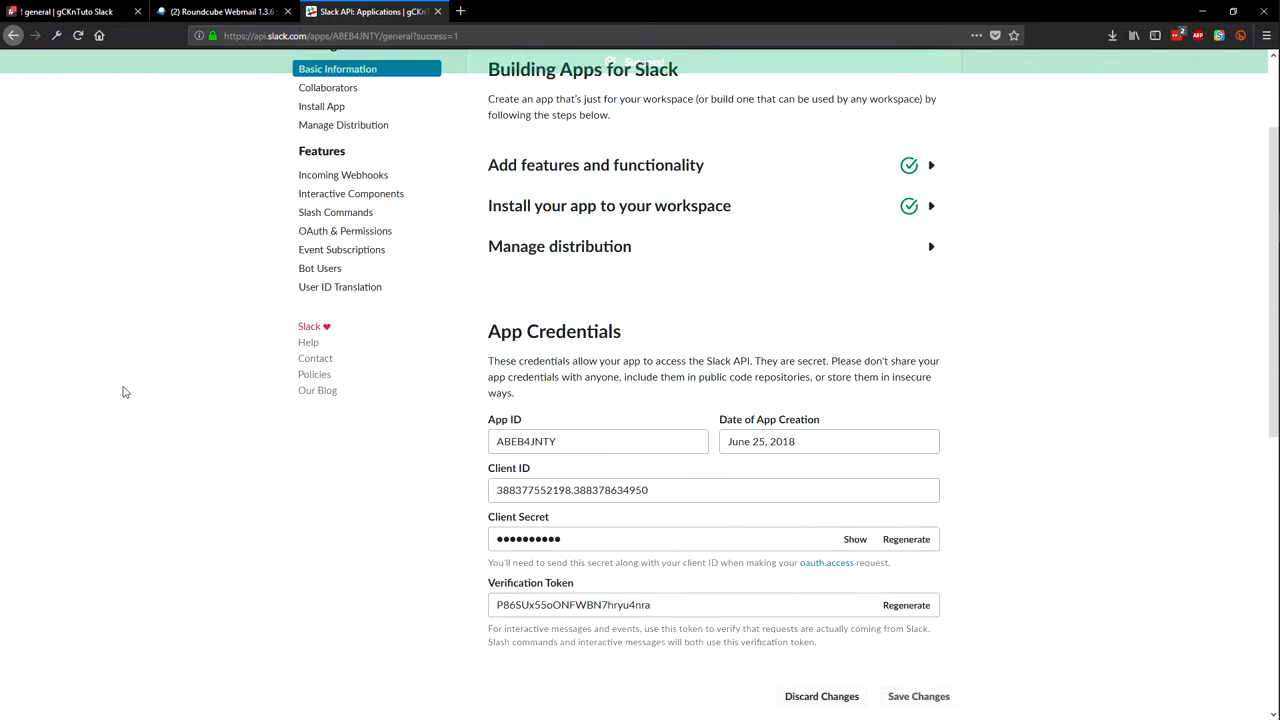 ! general | gCKnTuto Slack
(2) Roundcube Webmail 1.3.6 :
Slack API: Applications | gCKnT
https://api.slack.com/apps/ABEB4JNTY/general?success=1
Basic Information
Collaborators
Install App
Manage Distribution
Features
Incoming Webhooks
Interactive Components
Slash Commands
OAuth & Permissions
Event Subscriptions
Bot Users
User ID Translation
Slack
Help
Contact
Policies
Our Blog
Success!
Building Apps for Slack
Create an app that's just for your workspace (or build one that can be used by any workspace) by
following the steps below.
Add features and functionality
Install your app to your workspace
Manage distribution
App Credentials
These credentials allow your app to access the Slack API. They are secret. Please don't share your
app credentials with anyone, include them in public code repositories, or store them in insecure
ways.
App ID
Date of App Creation
ABEB4JNTY
June 25, 2018
Client ID
388377552198.388378634950
Client Secret
●●●●●●●●●●
Show
Regenerate
You'll need to send this secret along with your client ID when making your oauth.access request.
Verification Token
P86SUx55oONFWBN7hryu4nra
Regenerate
For interactive messages and events, use this token to verify that requests are actually coming from Slack.
Slash commands and interactive messages will both use this verification token.
Discard Changes
Save Changes